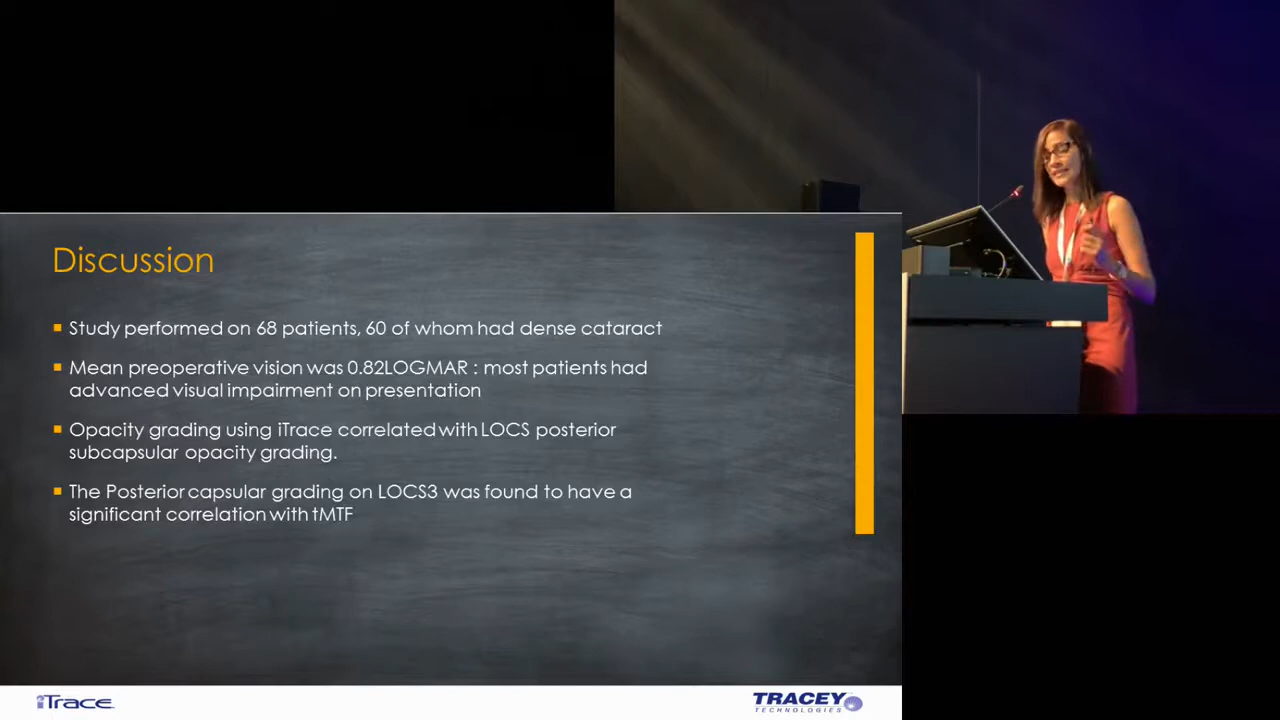 Discussion
Study performed on 68 patients, 60 of whom had dense cataract
Mean preoperative vision was 0.82LOGMAR : most patients had
advanced visual impairment on presentation
Opacity grading using iTrace correlated with LOCS posterior
subcapsular opacity grading.
The Posterior capsular grading on LOCS3 was found to have a
significant correlation with tMTF
iTrace
TRACEY
TECHNOLOGIES